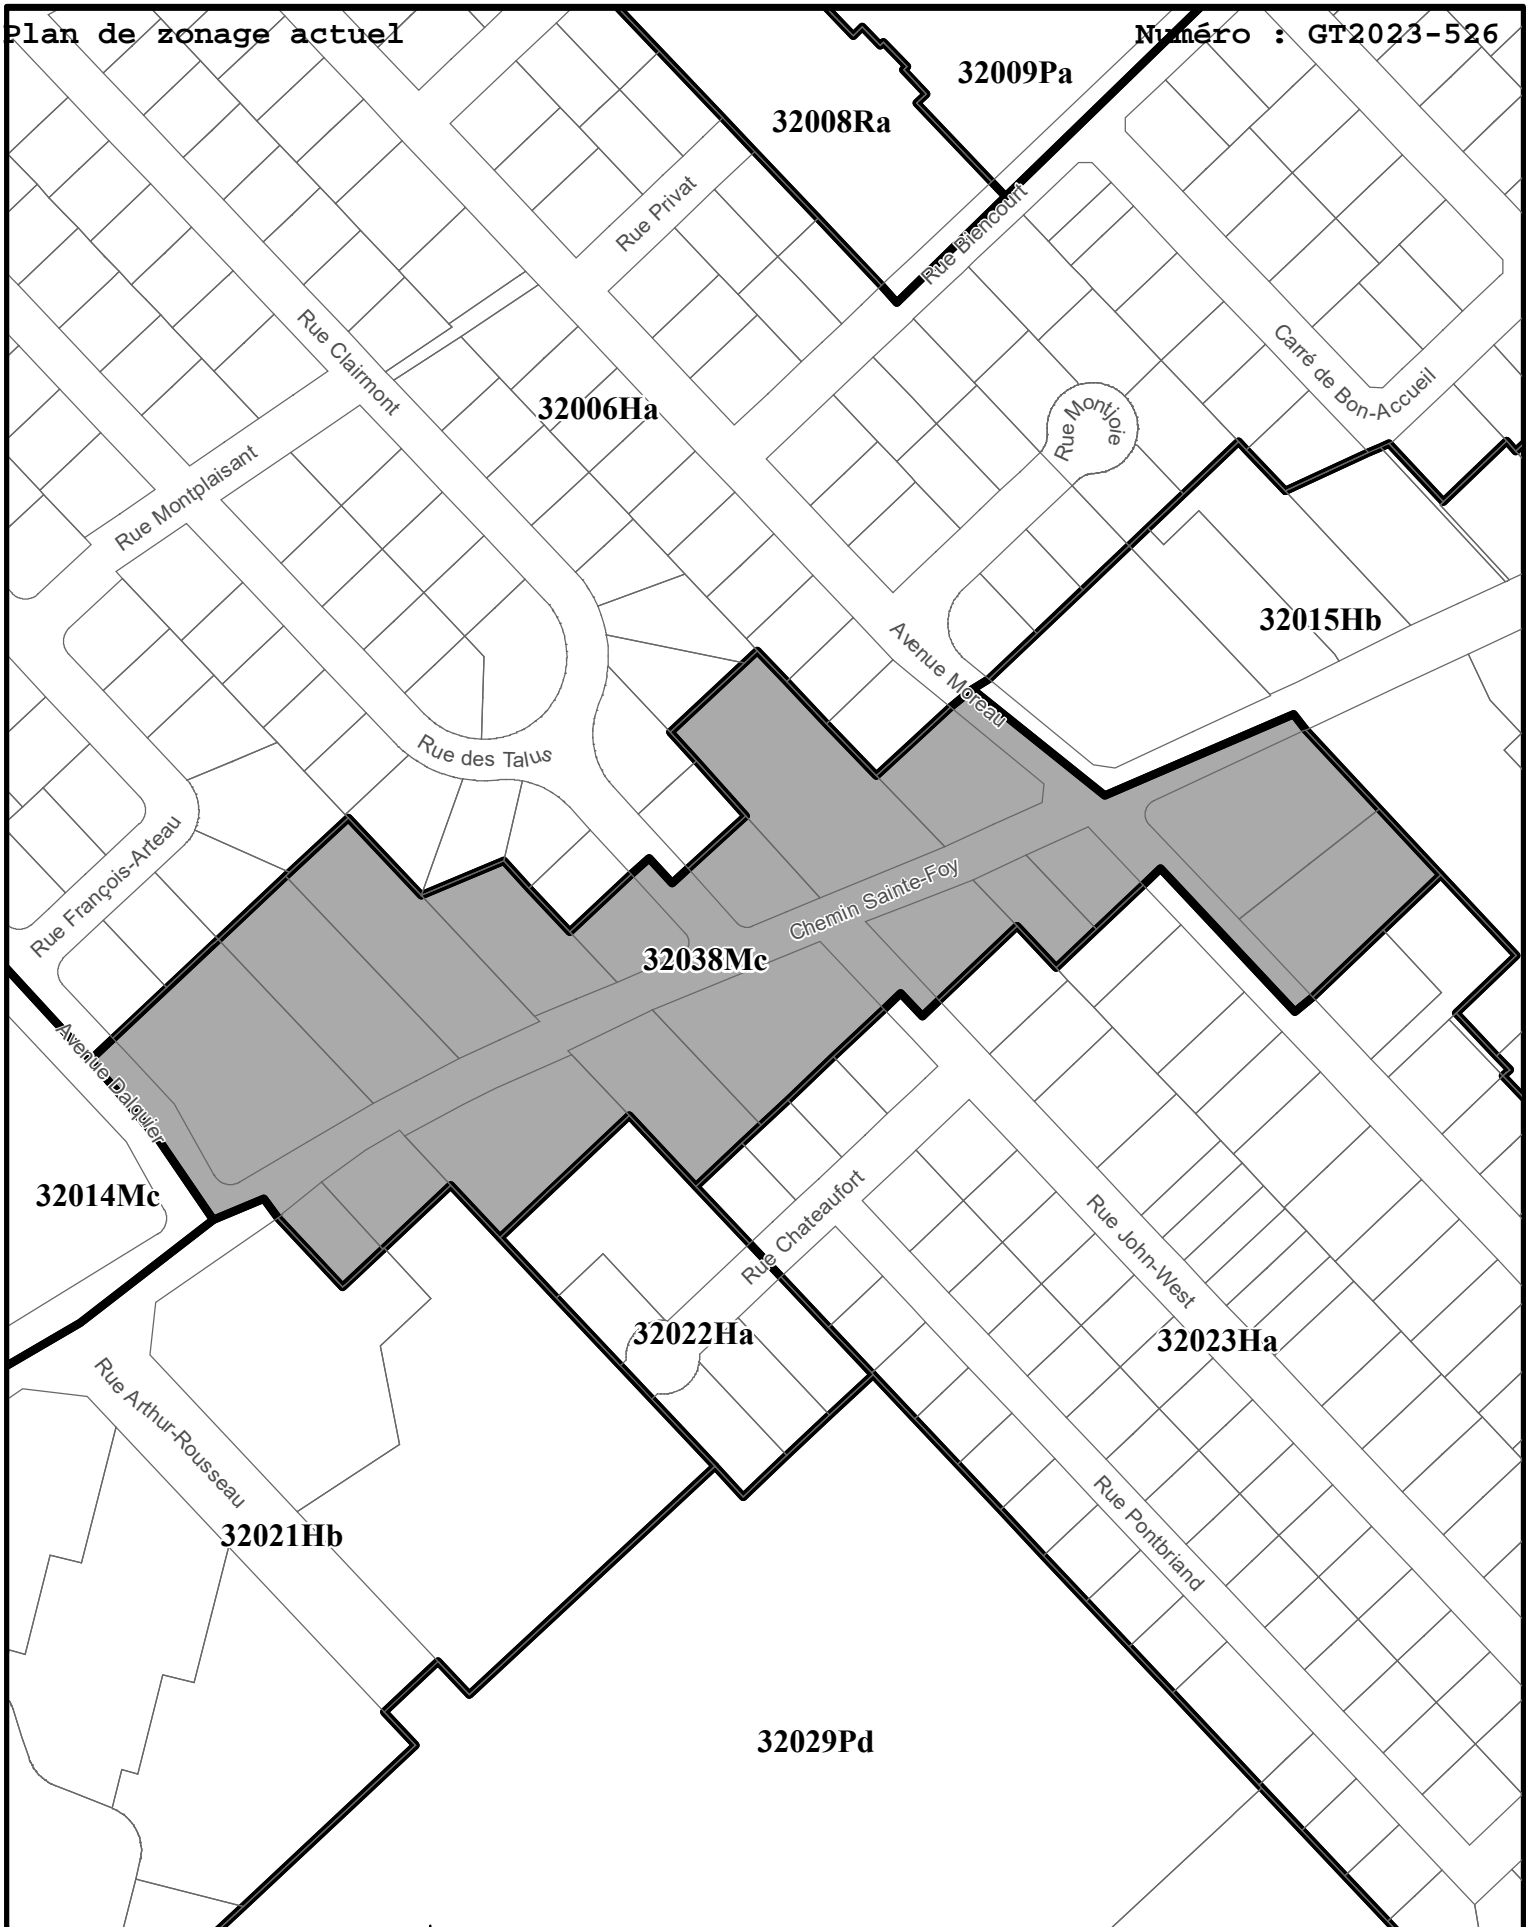 Plan de zonage actuel
Numéro : GT2023-526
32009Pa
32008Ra
Rue Privat
Rue Biencourt
Rue Clairmont
Carré de Bon-Accueil
32006Ha
Rue Montjoie
Rue Montplaisant
32015Hb
Avenue Moreau
Rue des Talus
Rue François-Arteau
Chemin Sainte-Foy
32038Mc
Avenue Dalquier
32014Mc
Rue Chateaufort
Rue John-West
32022Ha
32023Ha
Rue Arthur-Rousseau
32021Hb
Rue Pontbriand
32029Pd